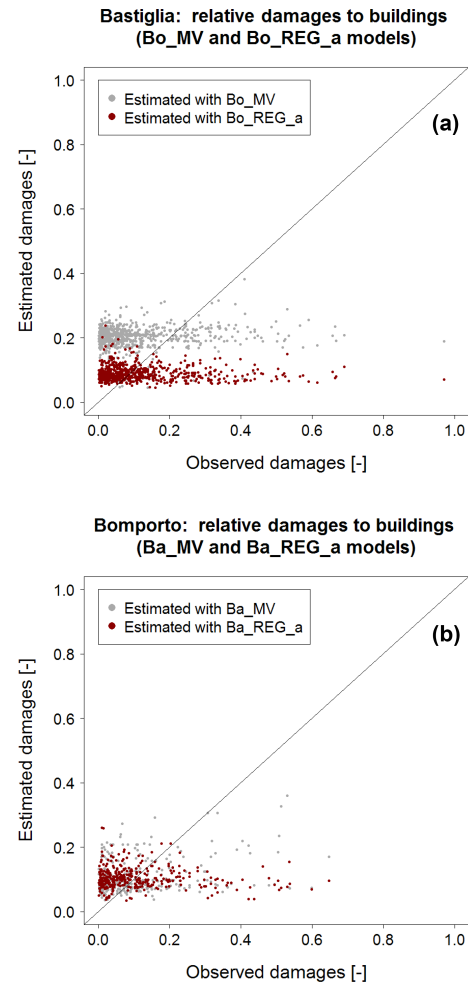 Bastiglia: relative damages to buildings
(Bo_MV and Bo_REG_a models)
1.0
Estimated with Bo_MV
Estimated with Bo_REG_a
(a)
0.8
0.6
Estimated damages [-]
0.4
0.2
0.0
0.0 0.2 0.4 0.6 0.8 1.0
Observed damages [-]
Bomporto: relative damages to buildings
(Ba_MV and Ba_REG_a models)
1.0
Estimated with Ba_MV
Estimated with Ba_REG_a
(b)
0.8
0.6
Estimated damages [-]
0.4
0.2
0.0
0.0 0.2 0.4 0.6 0.8 1.0
Observed damages [-]